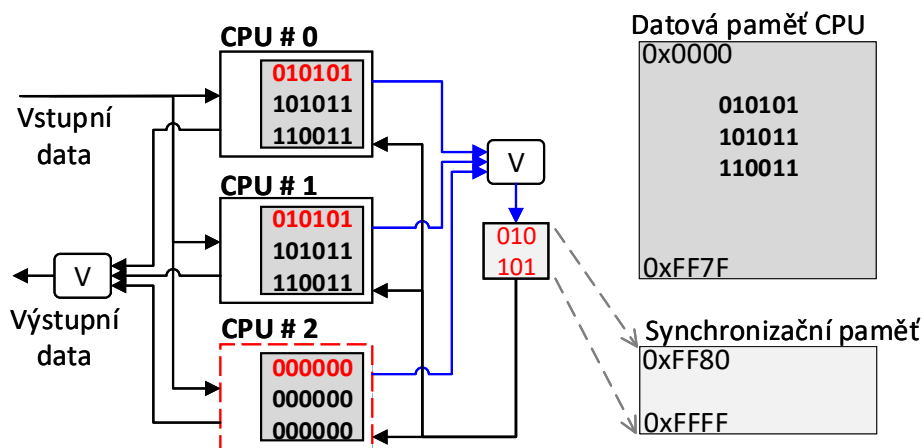 CPU # 0
010101
101011
110011
Vstupní
data
CPU # 1
010101
101011
110011
V
Výstupní
data
CPU # 2
000000
000000
000000
V
010
101
Datová paměť CPU
0x0000
010101
101011
110011
0xFF7F
Synchronizační paměť
0xFF80
0xFFFF